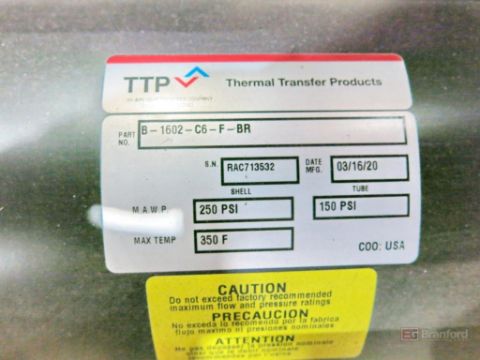 TTP
Thermal Transfer Products
PART NO. B-1602-C6-F-BR
S.N. RAC713532 DATE MFG. 03/16/20
SHELL TUBE
M.A.W.P. 250 PSI 150 PSI
MAX TEMP 350 F
COO: USA
CAUTION
Do not exceed factory recommended
maximum flow and pressure ratings
PRECAUCION
No exceda lo recomendado por la fabrica
flujo maximo ni presiones nominales
ATTENTION
EG Branford